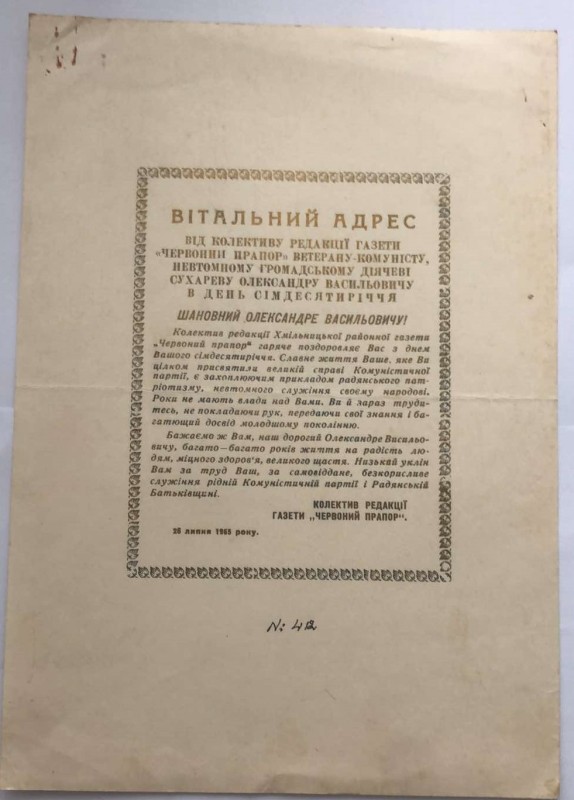 ВІТАЛЬНИЙ АДРЕС
ВІД КОЛЕКТИВУ РЕДАКЦІЇ ГАЗЕТИ
«ЧЕРВОНИЙ ПРАПОР» ВЕТЕРАНУ-КОМУНІСТУ,
НЕВТОМНОМУ ГРОМАДСЬКОМУ ДІЯЧЕВІ
СУХАРЕВУ ОЛЕКСАНДРУ ВАСИЛЬОВИЧУ
В ДЕНЬ СІМДЕСЯТИРІЧЧЯ
ШАНОВНИЙ ОЛЕКСАНДРЕ ВАСИЛЬОВИЧУ!
Колектив редакції Хмільницької районної газети
„Червоний прапор" гаряче поздоровляє Вас з днем
Вашого сімдесятиріччя. Славне життя Ваше, яке Ви
цілком присвятили великій справі Комуністичної
партії, є захоплюючим прикладом радянського пат-
ріотизму, невтомного служіння своєму народові.
Роки не мають влади над Вами. Ви й зараз труди-
тесь, не покладаючи рук, передаючи свої знання і ба-
гатющий досвід молодшому поколінню.
Бажаємо ж Вам, наш дорогий Олександре Васильо-
вичу, багато—багато років життя на радість лю-
дям, міцного здоров'я, великого щастя. Низький уклін
Вам за труд Ваш, за самовіддане, безкорисливе
служіння рідній Комуністичній партії і Радянській
Батьківщині.
КОЛЕКТИВ РЕДАКЦІЇ
ГАЗЕТИ „ЧЕРВОНИЙ ПРАПОР".
26 липня 1965 року.
№: 412